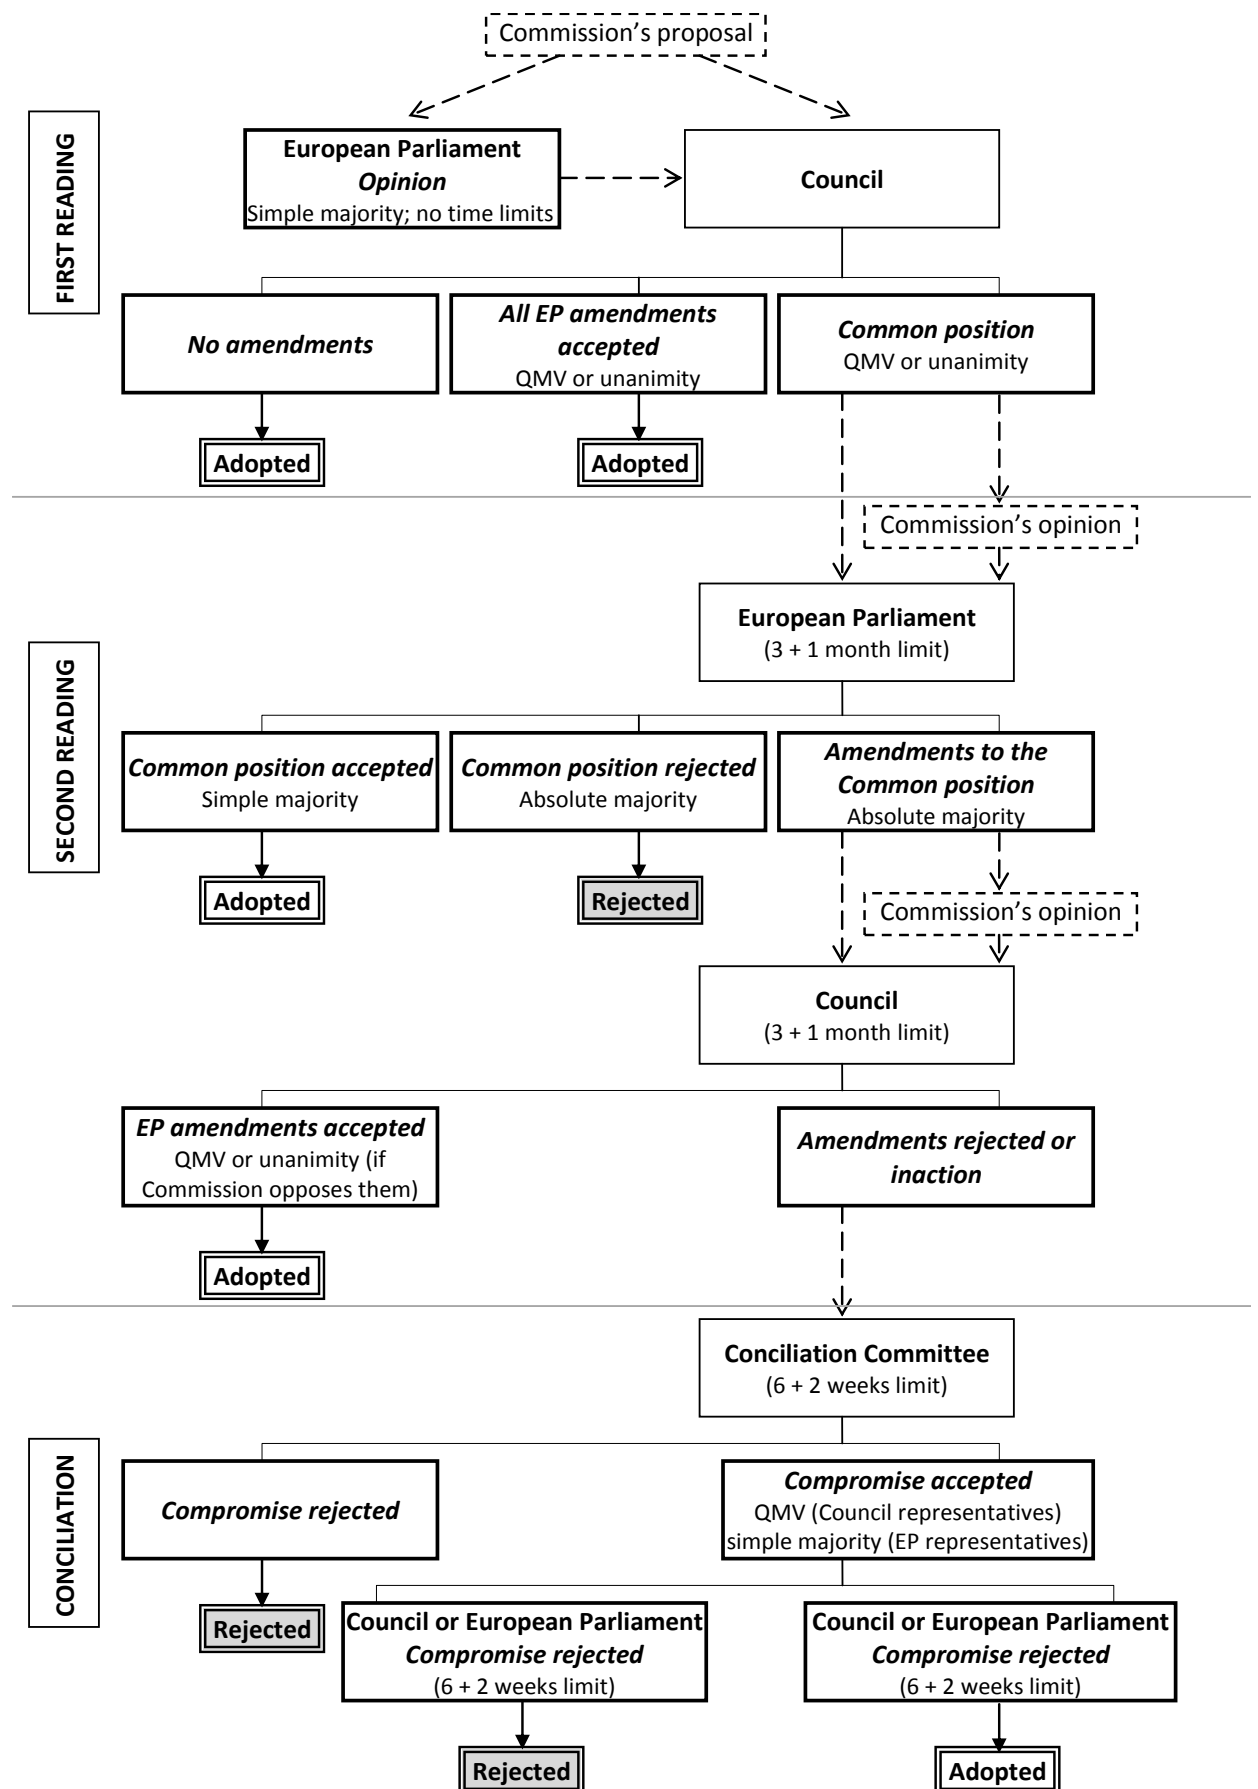 Commission’s proposal
FIRST READING
European Parliament
Opinion
Simple majority; no time limits
Council
No amendments
All EP amendments
accepted
QMV or unanimity
Common position
QMV or unanimity
Adopted
Adopted
Commission’s opinion
European Parliament
(3 + 1 month limit)
SECOND READING
Common position accepted
Simple majority
Common position rejected
Absolute majority
Amendments to the
Common position
Absolute majority
Adopted
Rejected
Commission’s opinion
Council
(3 + 1 month limit)
EP amendments accepted
QMV or unanimity (if
Commission opposes them)
Amendments rejected or
inaction
Adopted
Conciliation Committee
(6 + 2 weeks limit)
CONCILIATION
Compromise rejected
Compromise accepted
QMV (Council representatives)
simple majority (EP representatives)
Rejected
Council or European Parliament
Compromise rejected
(6 + 2 weeks limit)
Council or European Parliament
Compromise rejected
(6 + 2 weeks limit)
Rejected
Adopted